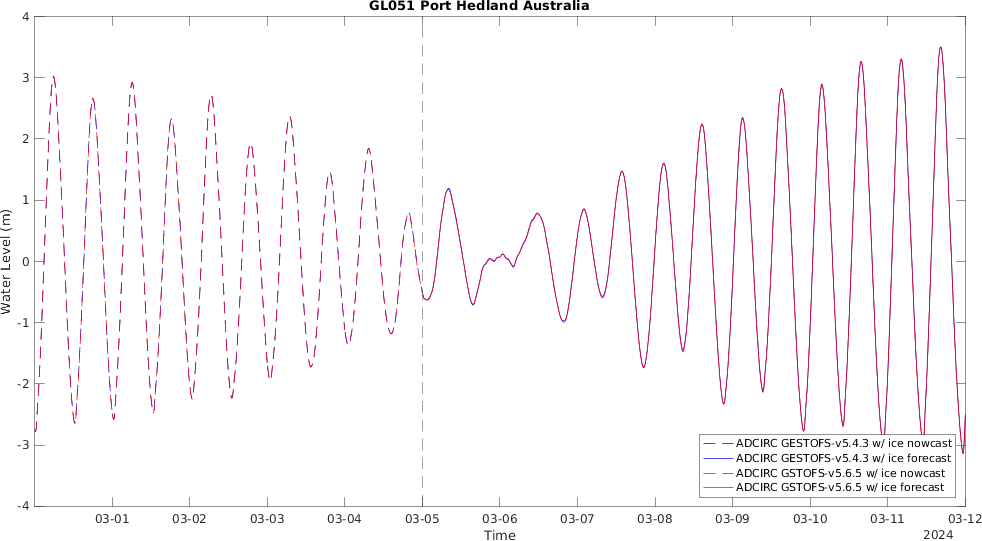 GL051 Port Hedland Australia
4
3
2
1
0
-1
-2
-3
-4
Water Level (m)
ADCIRC GESTOFS-v5.4.3 w/ ice nowcast
ADCIRC GESTOFS-v5.4.3 w/ ice forecast
ADCIRC GSTOFS-v5.6.5 w/ ice nowcast
ADCIRC GSTOFS-v5.6.5 w/ ice forecast
03-01 03-02 03-03 03-04 03-05 03-06 03-07 03-08 03-09 03-10 03-11 03-12
Time
2024